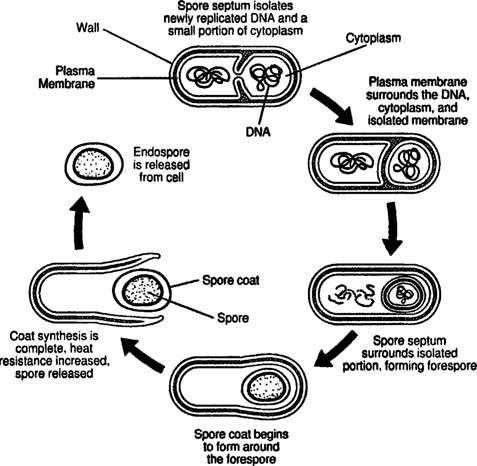 Spore septum isolates
newly replicated DNA and a
small portion of cytoplasm
Wall
Cytoplasm
Plasma
Membrane
DNA
Plasma membrane
surrounds the DNA,
cytoplasm, and
isolated membrane
Endospore
is released
from cell
Spore coat
Spore
Coat synthesis is
complete, heat
resistance increased,
spore released
Spore septum
surrounds isolated
portion, forming forespore
Spore coat begins
to form around
the forespore